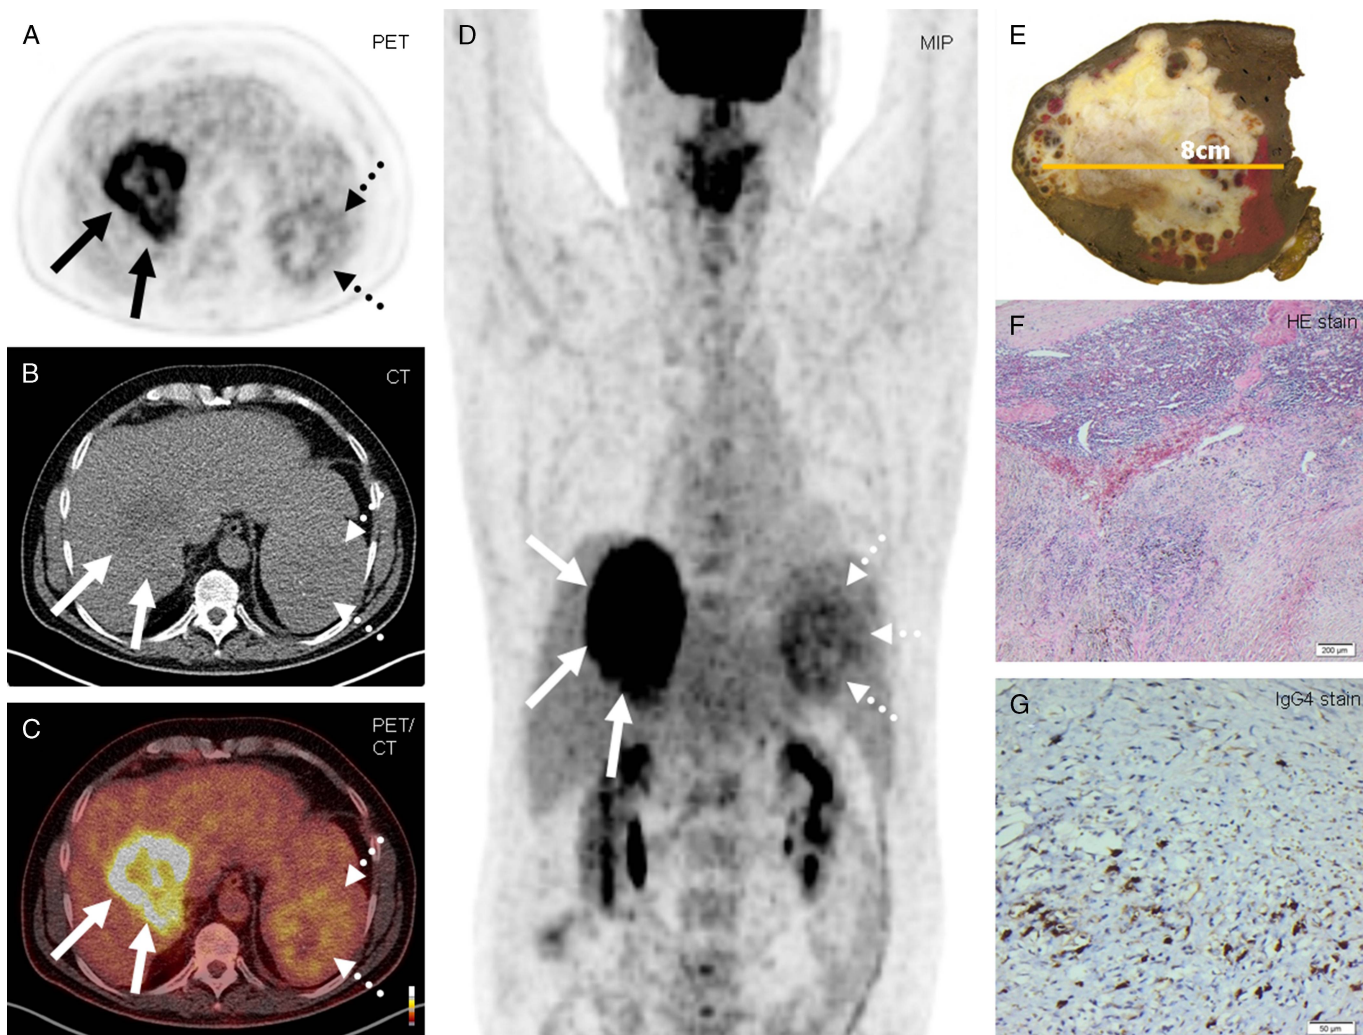 A
PET
B
CT
C
PET/
CT
D
MIP
E
8cm
F
HE stain
200 µm
G
IgG4 stain
50 µm